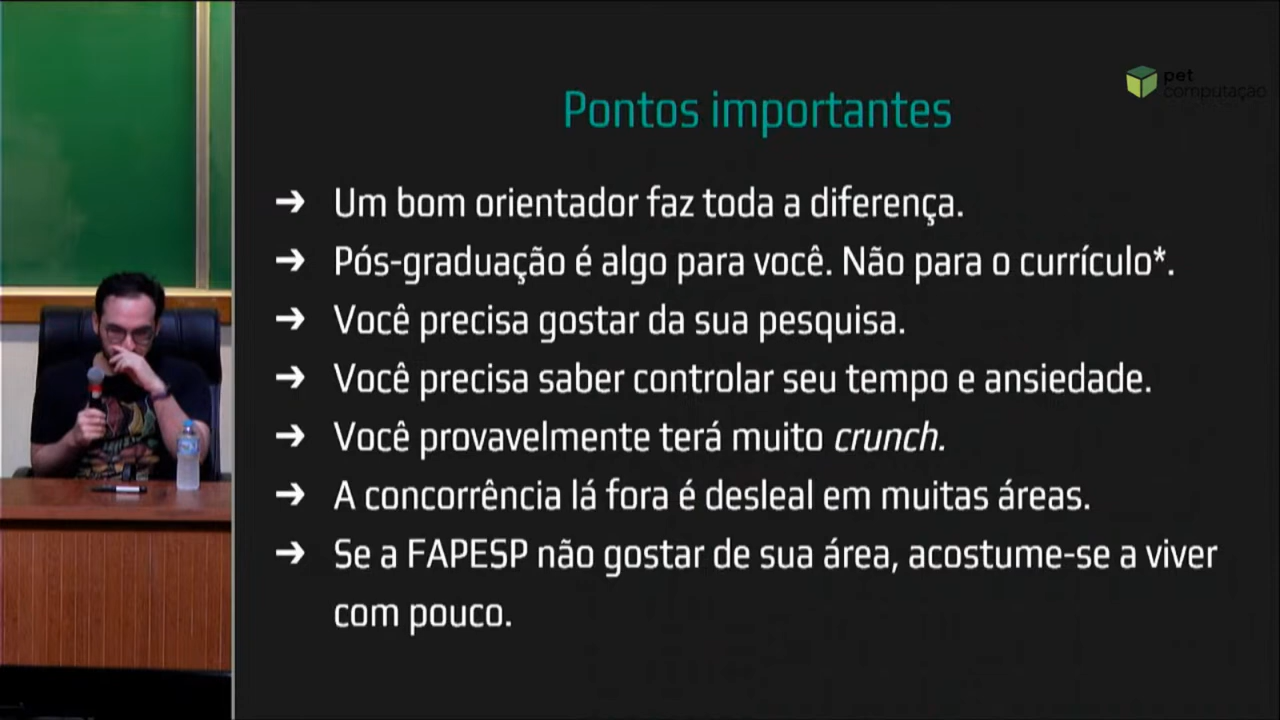 pet
computação
Pontos importantes
➔ Um bom orientador faz toda a diferença.
➔ Pós-graduação é algo para você. Não para o currículo*.
➔ Você precisa gostar da sua pesquisa.
➔ Você precisa saber controlar seu tempo e ansiedade.
➔ Você provavelmente terá muito crunch.
➔ A concorrência lá fora é desleal em muitas áreas.
➔ Se a FAPESP não gostar de sua área, acostume-se a viver
com pouco.